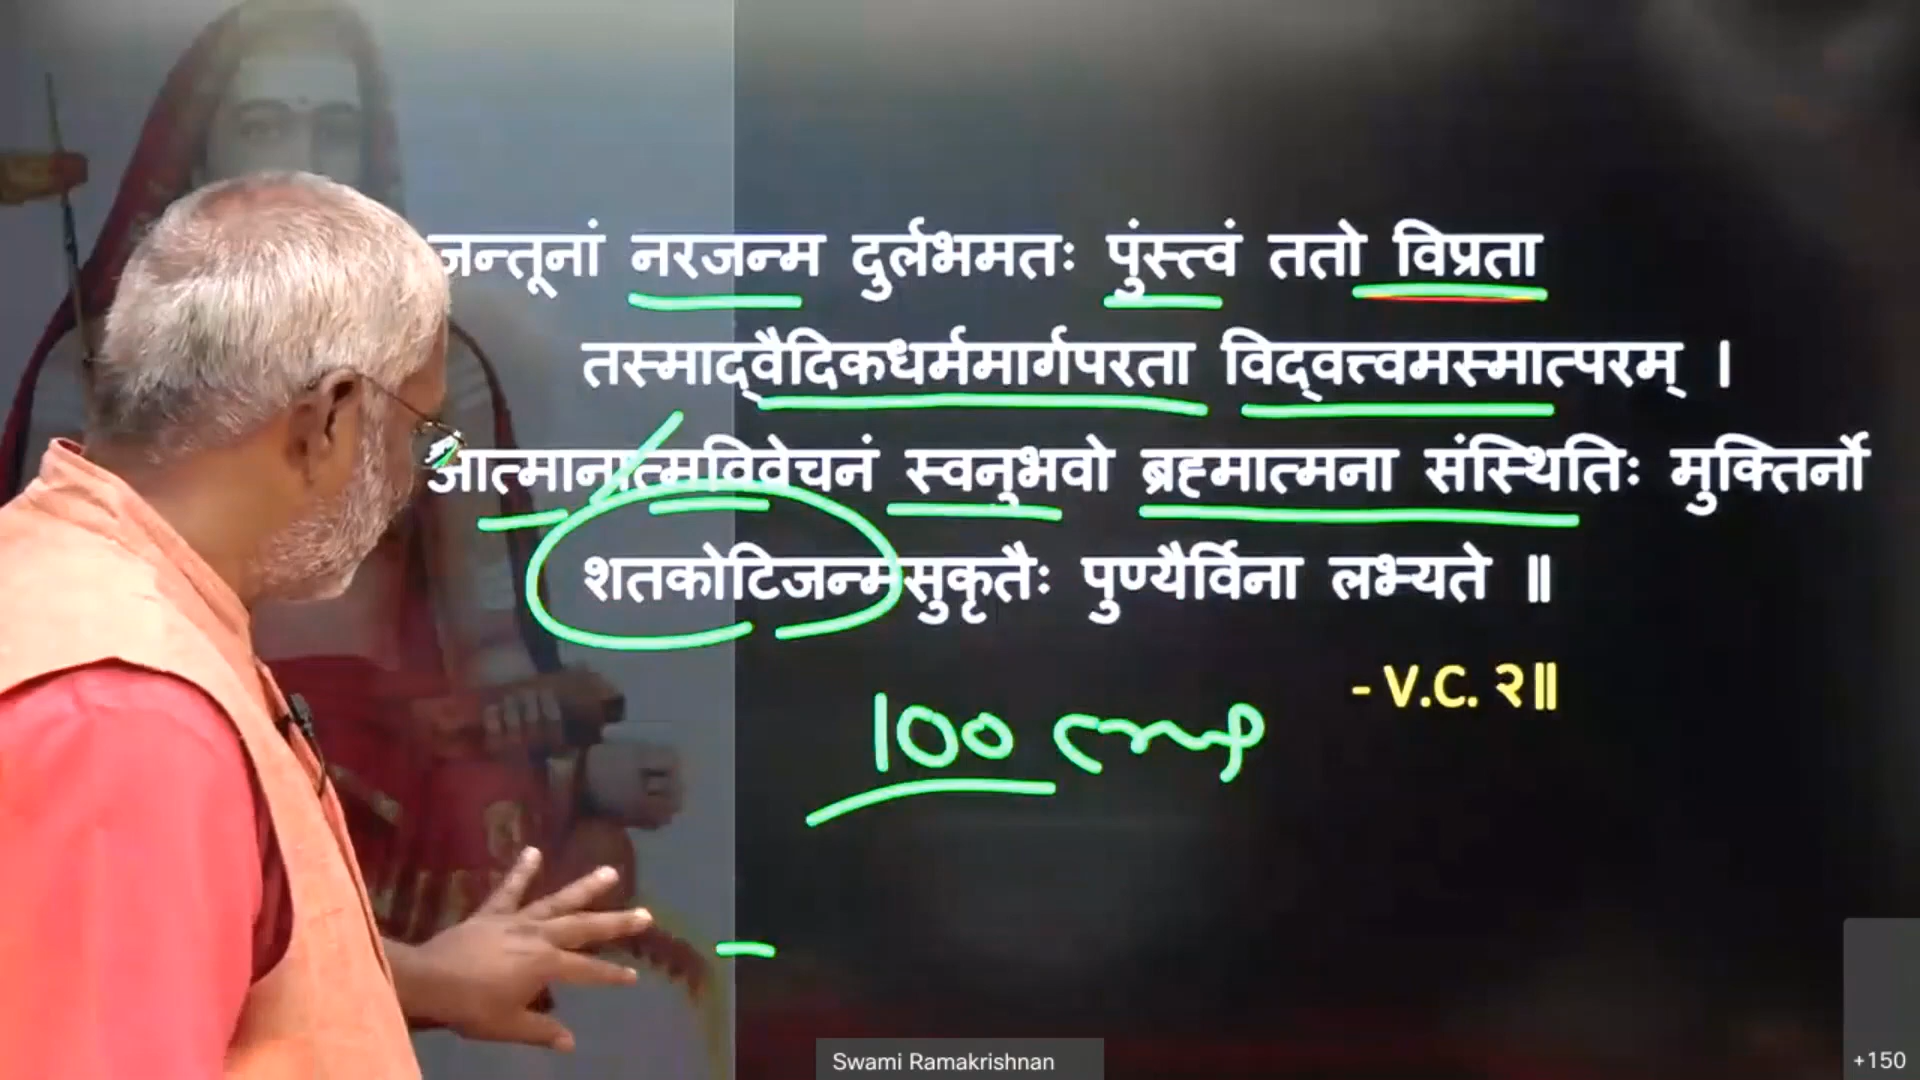 जन्तूनां नरजन्म दुर्लभमतः पुंस्त्वं ततो विप्रता
तस्माद्वैदिकधर्ममार्गपरता विद्वत्त्वमस्मात्परम् ।
आत्मानात्मविवेचनं स्वनुभवो ब्रह्मात्मना संस्थितिः मुक्तिर्नो
शतकोटिजन्मसुकृतैः पुण्यैर्विना लभ्यते ॥
- V.C. २॥
100
Swami Ramakrishnan
+150